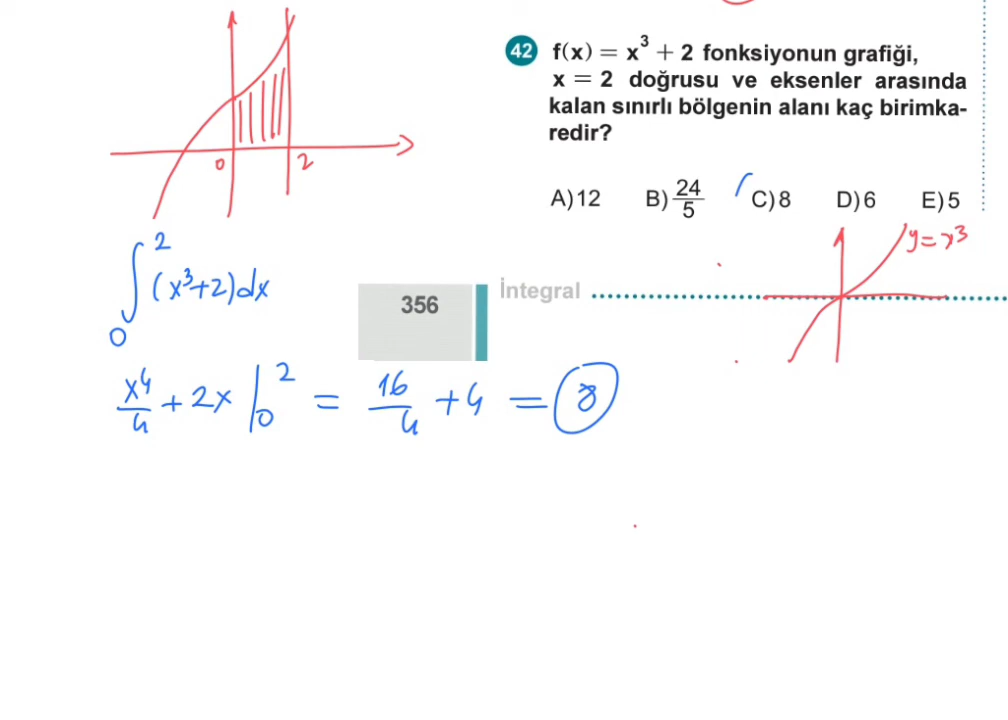 42 f(x) = x³ + 2 fonksiyonun grafiği,
x = 2 doğrusu ve eksenler arasında
kalan sınırlı bölgenin alanı kaç birimka-
redir?
A) 12 B) 24/5 C) 8 D) 6 E) 5
0 2
y = x³
∫₀² (x³+2)dx
356
İntegral
x⁴/4 + 2x |₀² = 16/4 + 4 = 8